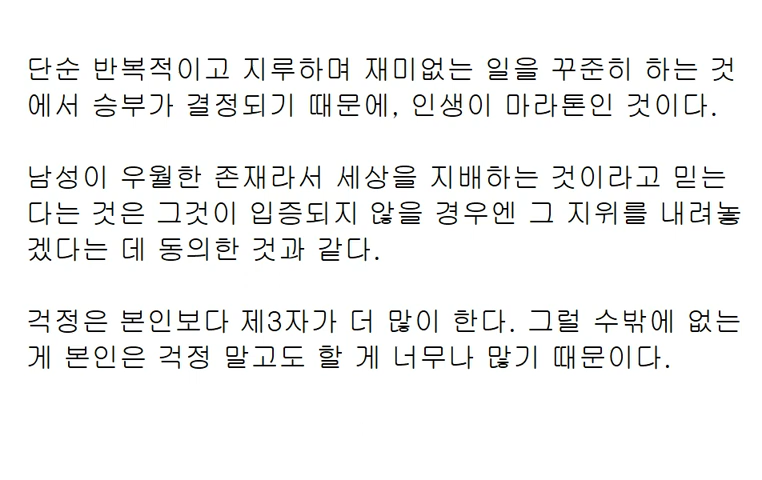 단순 반복적이고 지루하며 재미없는 일을 꾸준히 하는 것
에서 승부가 결정되기 때문에, 인생이 마라톤인 것이다.
남성이 우월한 존재라서 세상을 지배하는 것이라고 믿는
다는 것은 그것이 입증되지 않을 경우엔 그 지위를 내려놓
겠다는 데 동의한 것과 같다.
걱정은 본인보다 제3자가 더 많이 한다. 그럴 수밖에 없는
게 본인은 걱정 말고도 할 게 너무나 많기 때문이다.